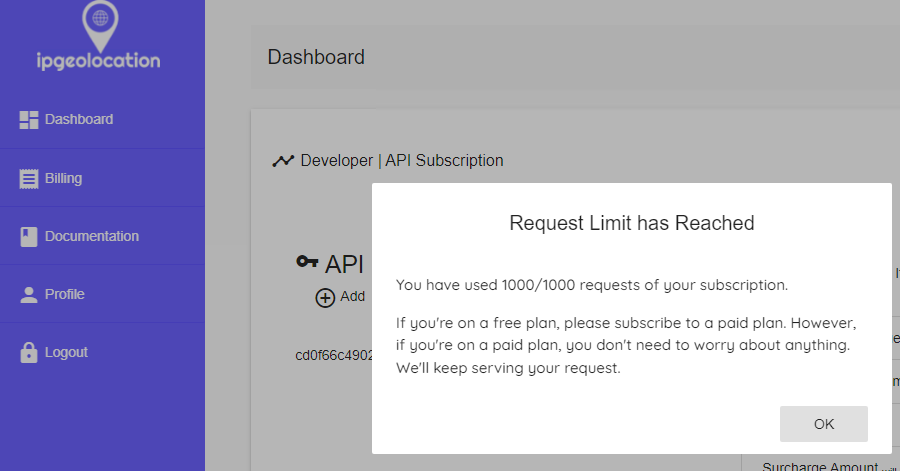 ipgeolocation
Dashboard
Billing
Documentation
Profile
Logout
Dashboard
Developer | API Subscription
API
Add
cd0f66c4902
Request Limit has Reached
You have used 1000/1000 requests of your subscription.
If you're on a free plan, please subscribe to a paid plan. However,
if you're on a paid plan, you don't need to worry about anything.
We'll keep serving your request.
OK
Surcharge Amount